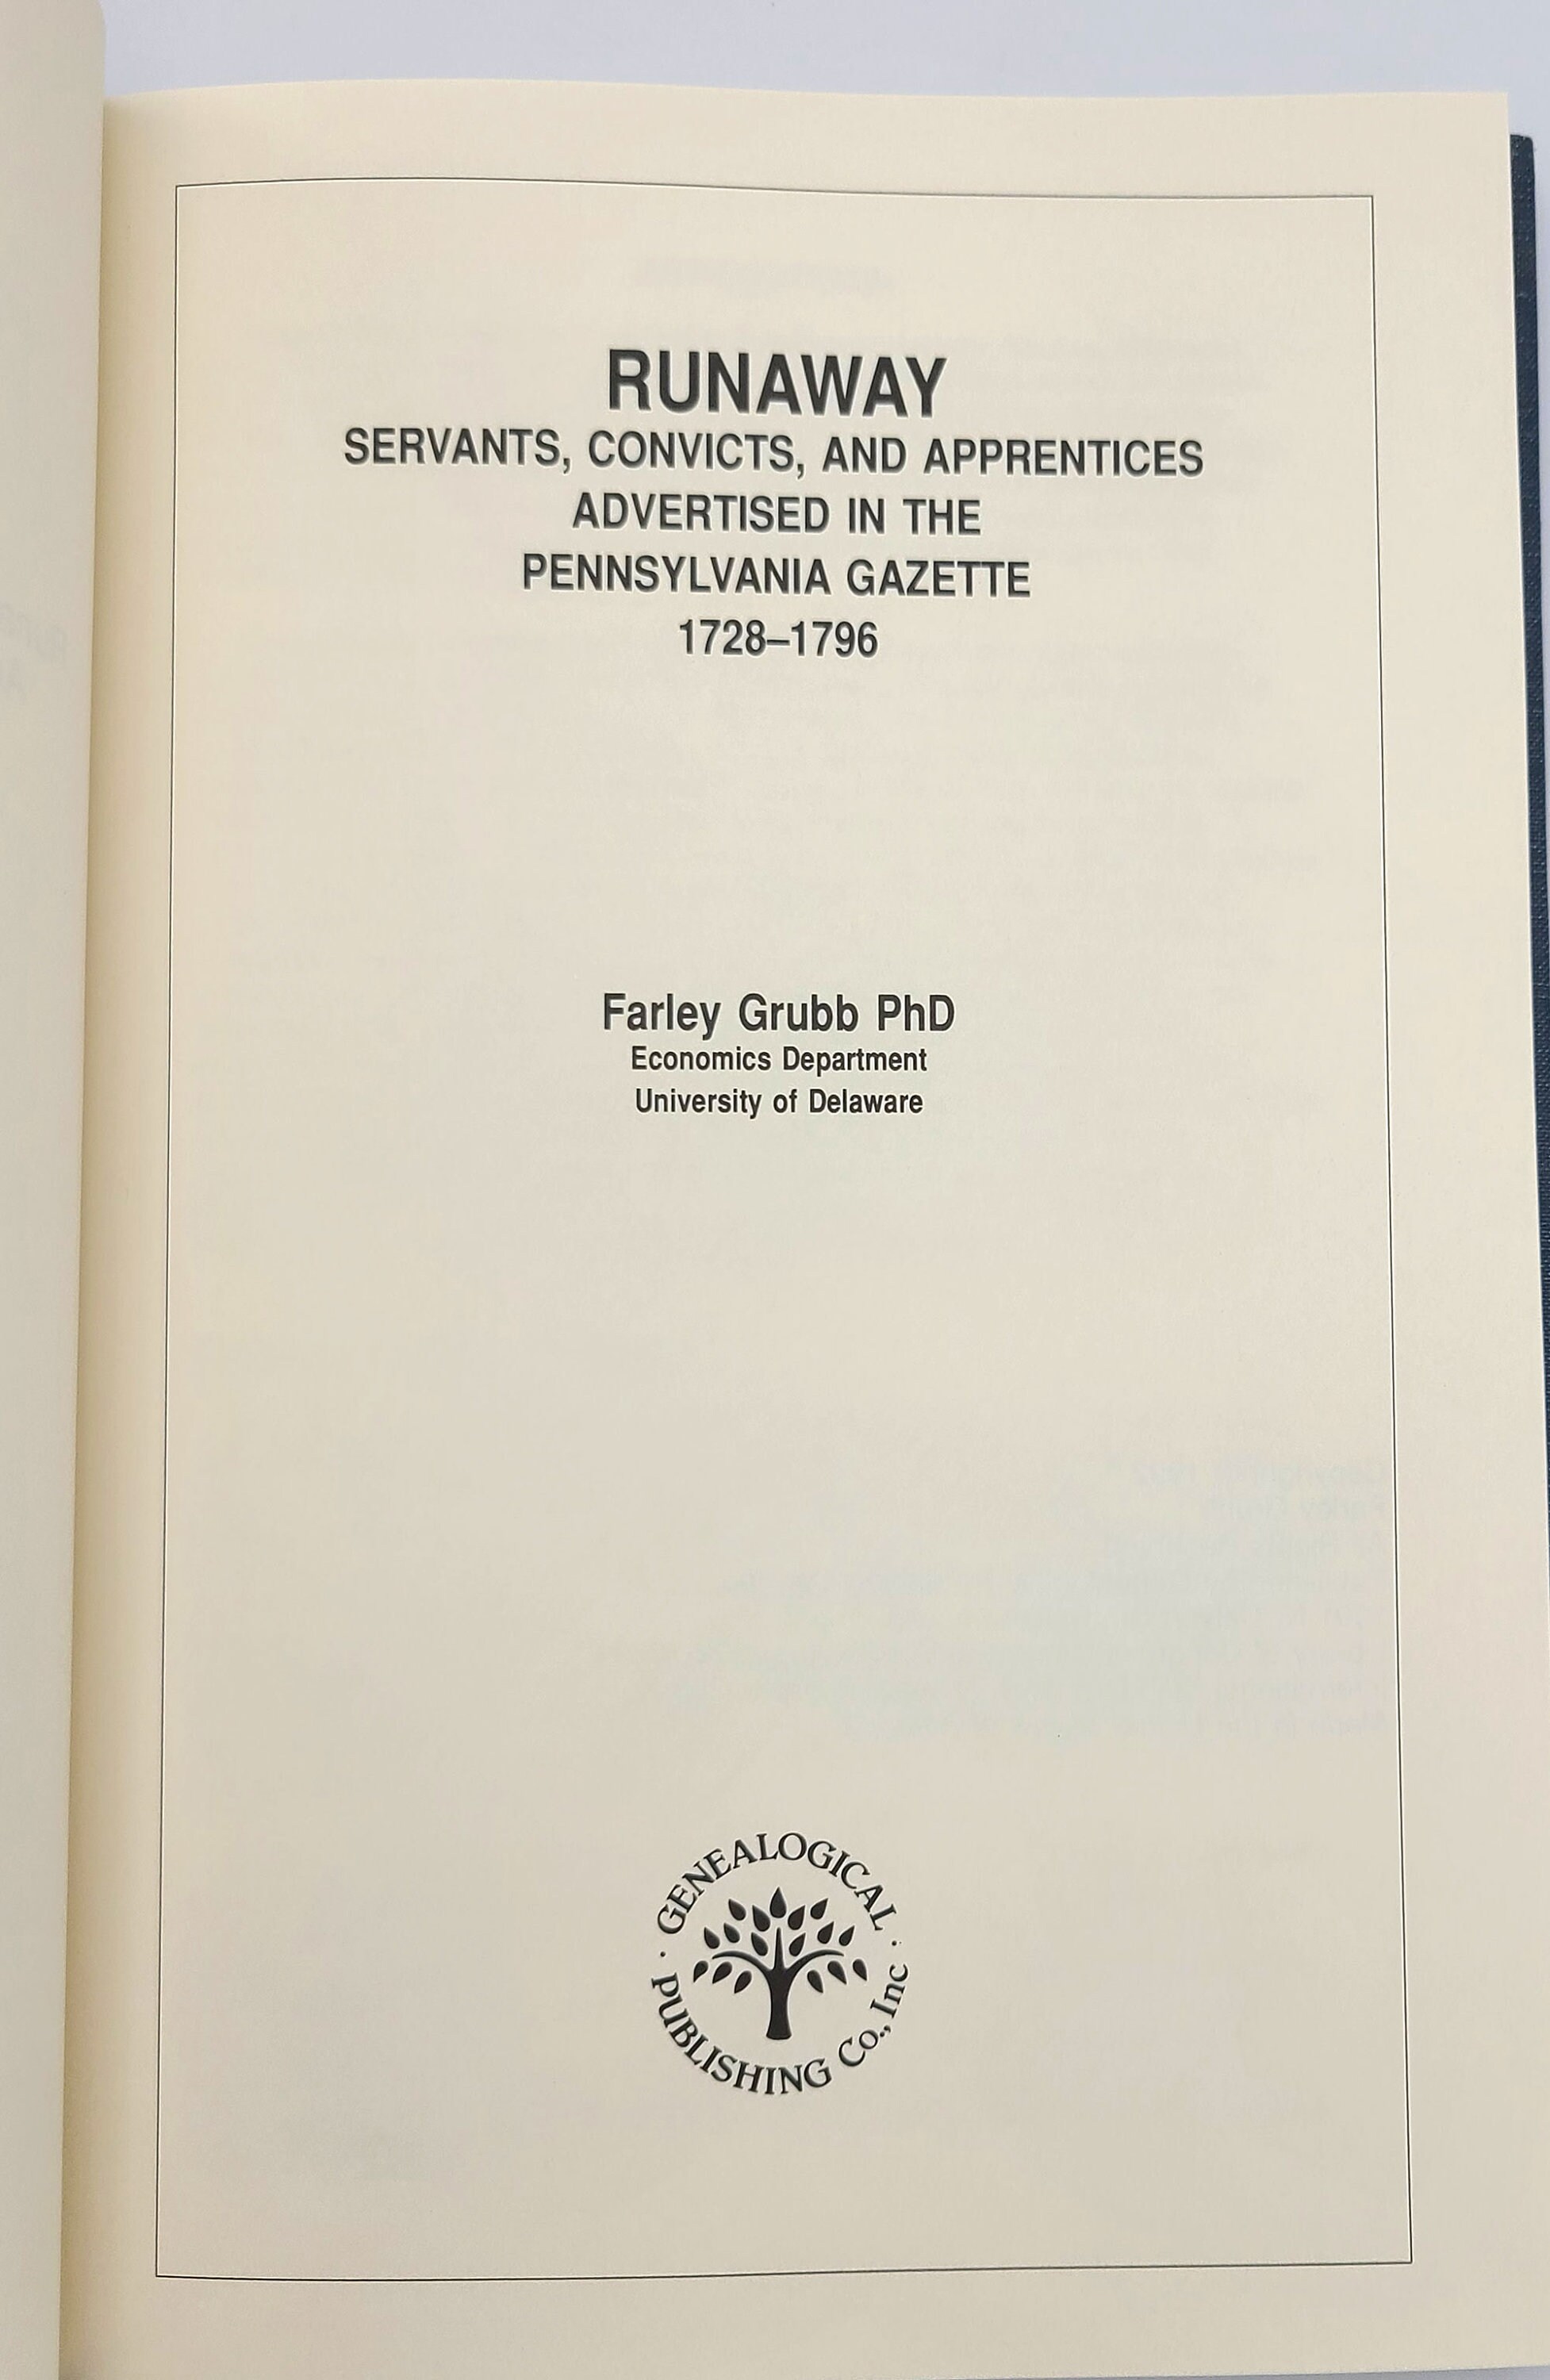 RUNAWAY
SERVANTS, CONVICTS, AND APPRENTICES
ADVERTISED IN THE
PENNSYLVANIA GAZETTE
1728–1796
Farley Grubb PhD
Economics Department
University of Delaware
· GENEALOGICAL ·
PUBLISHING Co., Inc